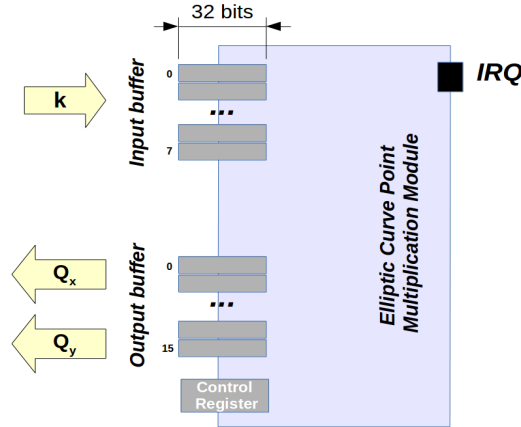 32 bits
IRQ
k
Input buffer
0
...
7
Elliptic Curve Point
Multiplication Module
Qx
Qy
Output buffer
0
...
15
Control
Register